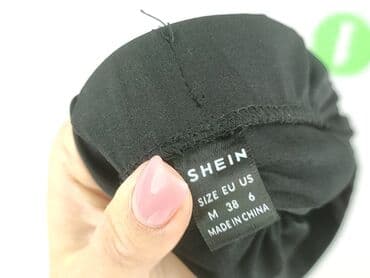 SHEIN
SIZE EU US
M 38 6
MADE IN CHINA